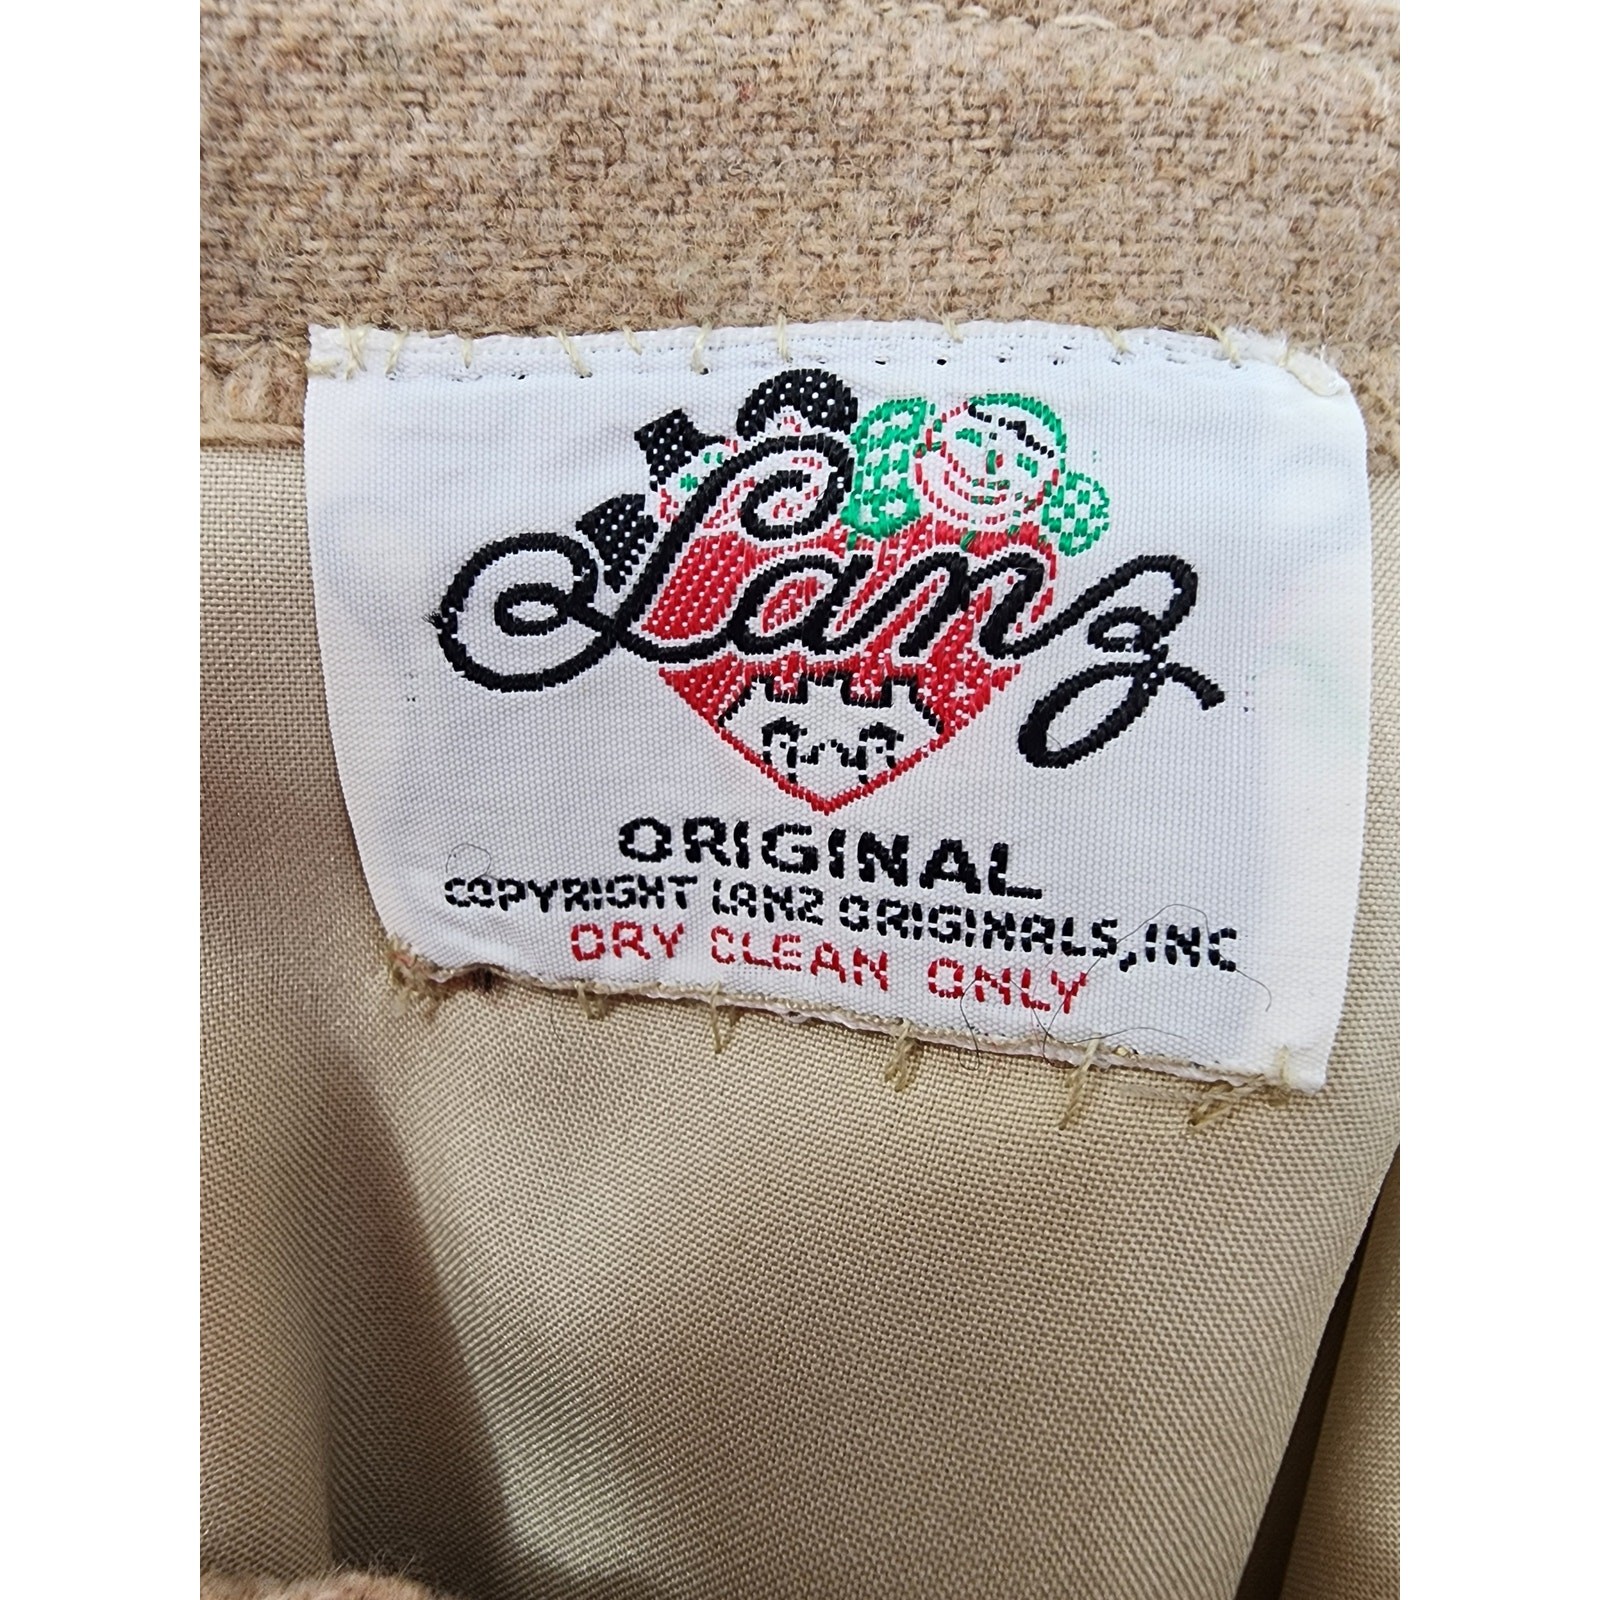 Lanz
ORIGINAL
COPYRIGHT LANZ ORIGINALS, INC
DRY CLEAN ONLY